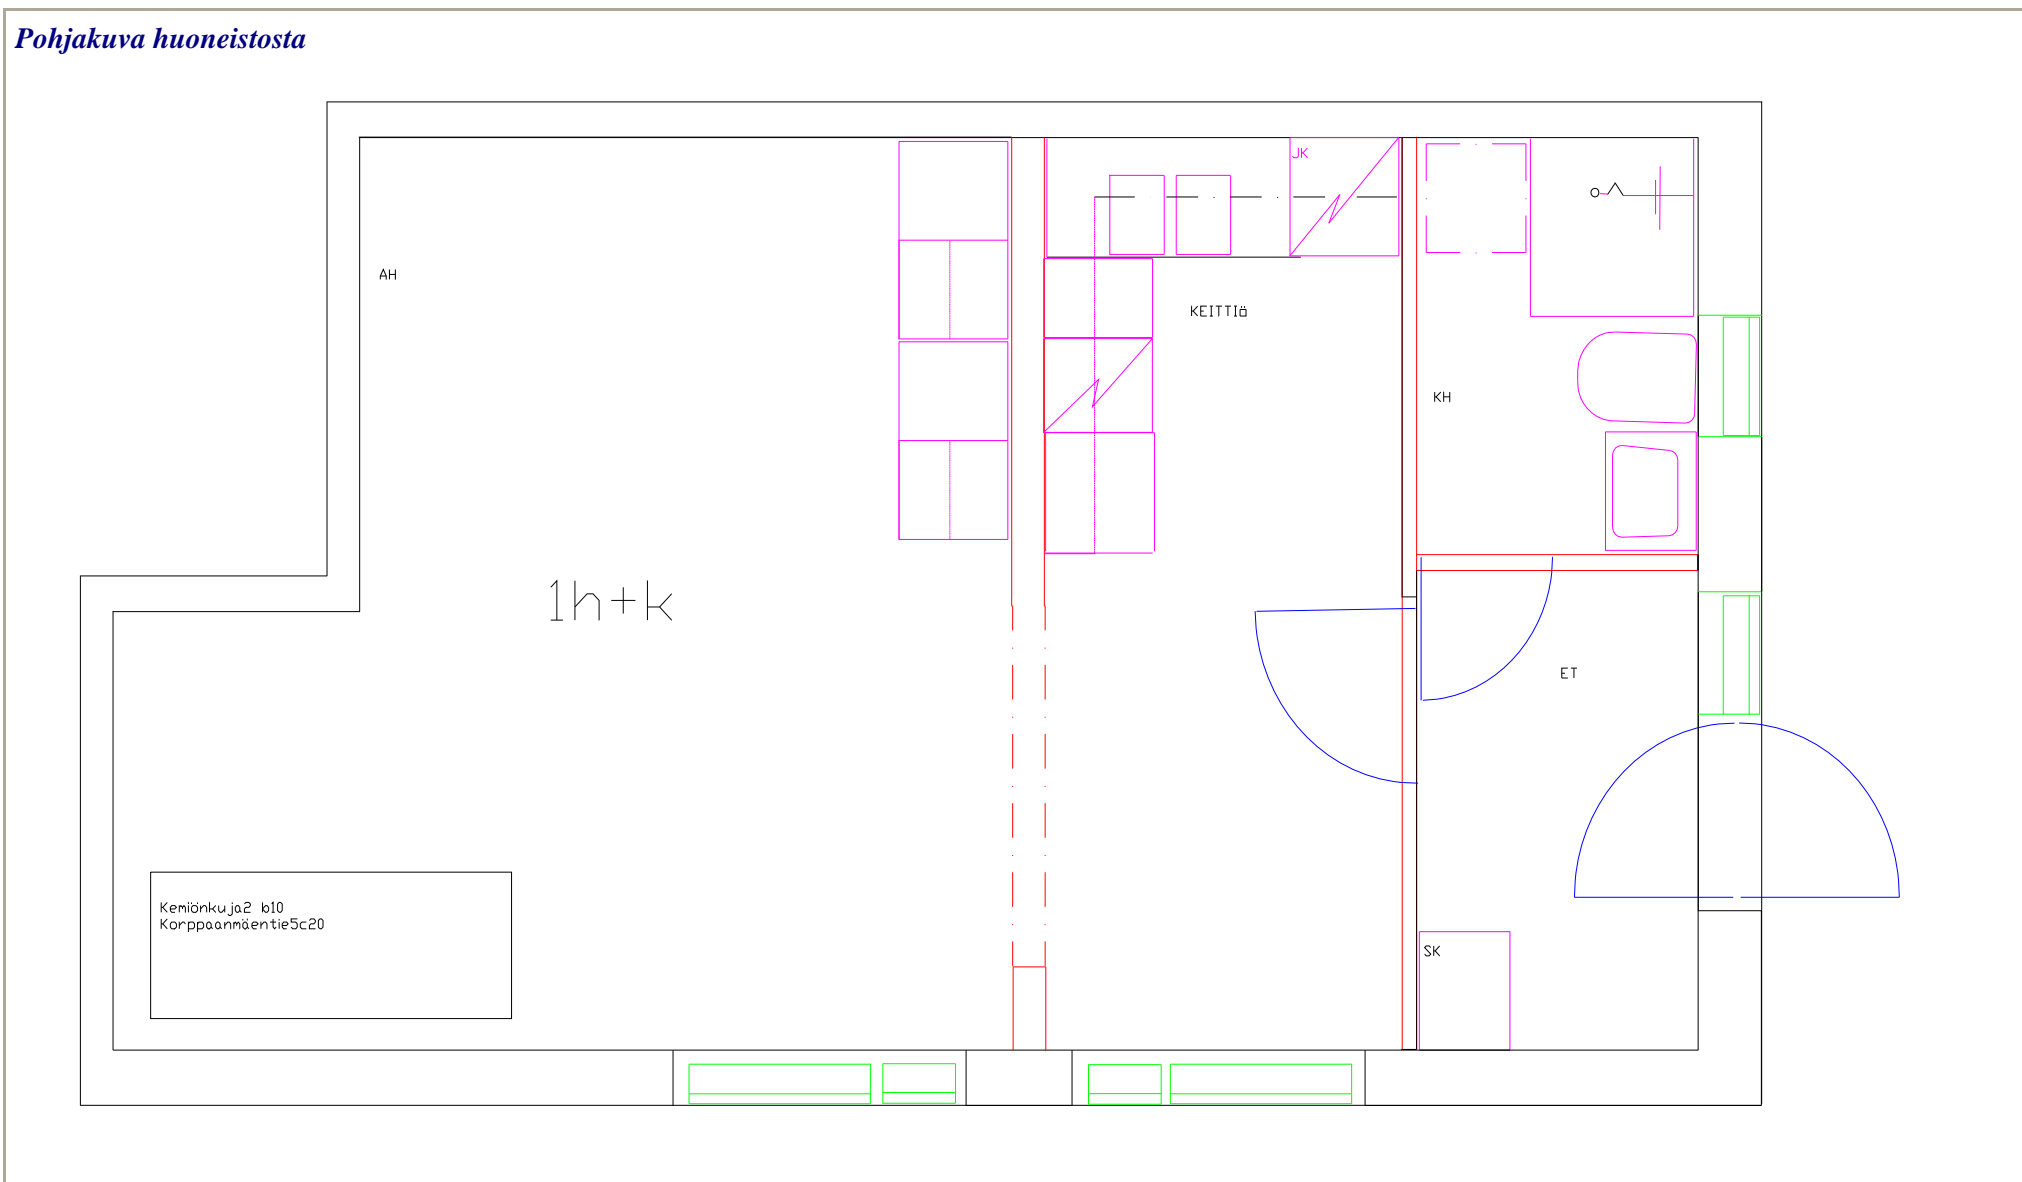 Pohjakuva huoneistosta
JK
AH
KEITTIö
KH
1h+k
ET
Kemiönkuja2 b10
Korppaanmäentie5c20
SK